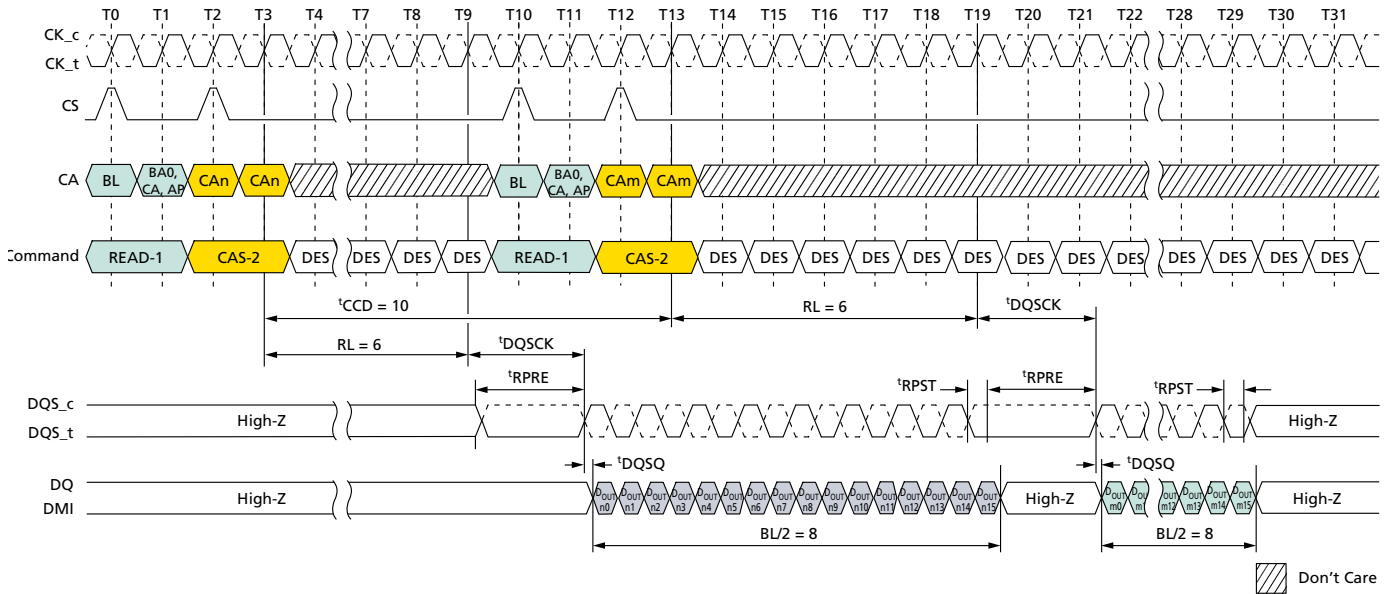 T0 T1 T2 T3 T4 T7 T8 T9 T10 T11 T12 T13 T14 T15 T16 T17 T18 T19 T20 T21 T22 T28 T29 T30 T31
CK_c
CK_t
CS
CA BL BA0, CA, AP CAn CAn BL BA0, CA, AP CAm CAm
Command READ-1 CAS-2 DES DES DES DES READ-1 CAS-2 DES DES DES DES DES DES DES DES DES DES DES DES DES
tCCD = 10 RL = 6 tDQSCK
RL = 6 tDQSCK
tRPRE tRPST tRPRE tRPST
DQS_c
High-Z High-Z
DQS_t
tDQSQ tDQSQ
DQ
High-Z DOUT n0 DOUT n1 DOUT n2 DOUT n3 DOUT n4 DOUT n5 DOUT n6 DOUT n7 DOUT n8 DOUT n9 DOUT n10 DOUT n11 DOUT n12 DOUT n13 DOUT n14 DOUT n15 High-Z DOUT m0 DOUT m1 DOUT m12 DOUT m13 DOUT m14 DOUT m15 High-Z
DMI
BL/2 = 8 BL/2 = 8
Don't Care